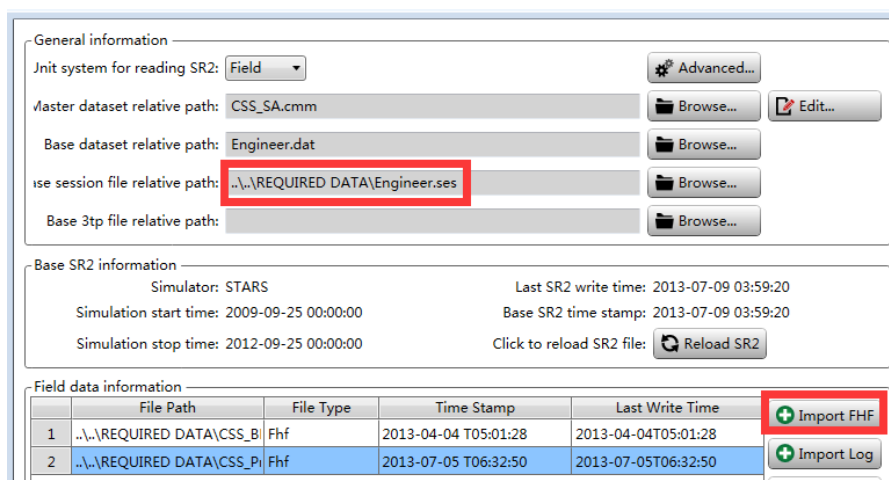 General information
Jnit system for reading SR2: Field Advanced...
Master dataset relative path: CSS_SA.cmm Browse... Edit...
Base dataset relative path: Engineer.dat Browse...
ase session file relative path: ..\..\REQUIRED DATA\Engineer.ses Browse...
Base 3tp file relative path: Browse...
Base SR2 information
Simulator: STARS Last SR2 write time: 2013-07-09 03:59:20
Simulation start time: 2009-09-25 00:00:00 Base SR2 time stamp: 2013-07-09 03:59:20
Simulation stop time: 2012-09-25 00:00:00 Click to reload SR2 file: Reload SR2
Field data information
File Path File Type Time Stamp Last Write Time Import FHF
1 ..\..\REQUIRED DATA\CSS_Bl Fhf 2013-04-04 T05:01:28 2013-04-04T05:01:28
2 ..\..\REQUIRED DATA\CSS_Pr Fhf 2013-07-05 T06:32:50 2013-07-05T06:32:50 Import Log